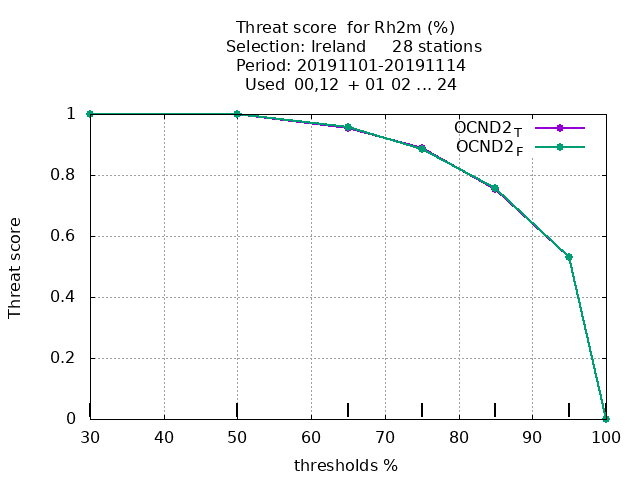 Threat score for Rh2m (%)
Selection: Ireland 28 stations
Period: 20191101-20191114
Used 00,12 + 01 02 ... 24
OCND2T
OCND2F
Threat score
1
0.8
0.6
0.4
0.2
0
30 40 50 60 70 80 90 100
thresholds %